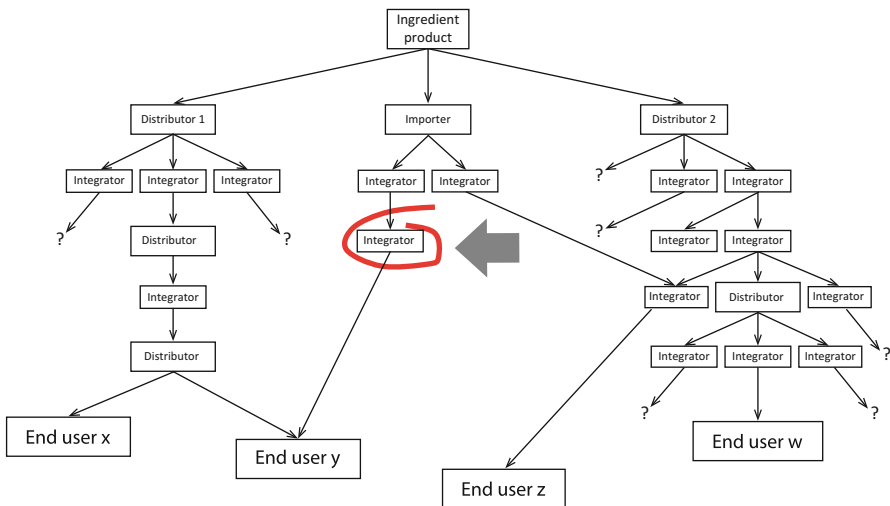 Ingredient
product
Distributor 1
Importer
Distributor 2
Integrator
Integrator
Integrator
Integrator
Integrator
?
Integrator
Integrator
?
Distributor
?
Integrator
?
Integrator
Integrator
Integrator
Integrator
Distributor
Integrator
Distributor
Integrator
Integrator
Integrator
?
?
?
End user x
End user y
End user w
End user z